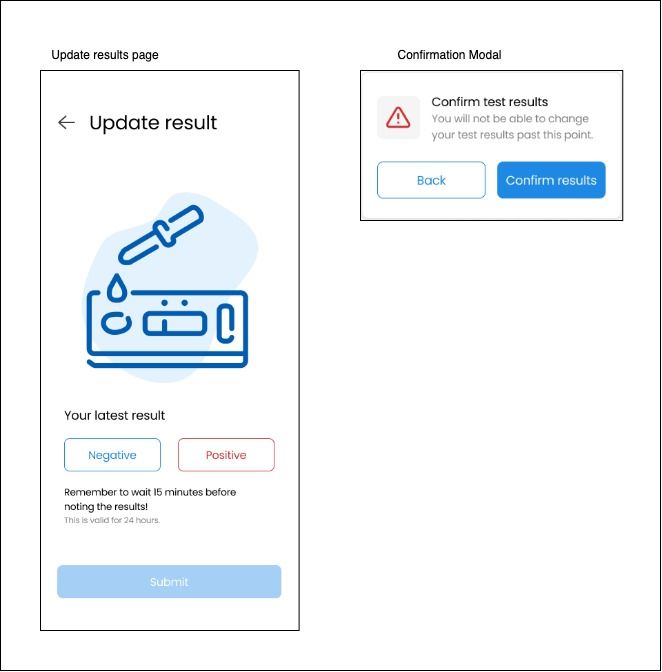 Update results page
Update result
Your latest result
Negative
Positive
Remember to wait 15 minutes before
noting the results!
This is valid for 24 hours.
Submit
Confirmation Modal
Confirm test results
You will not be able to change
your test results past this point.
Back
Confirm results